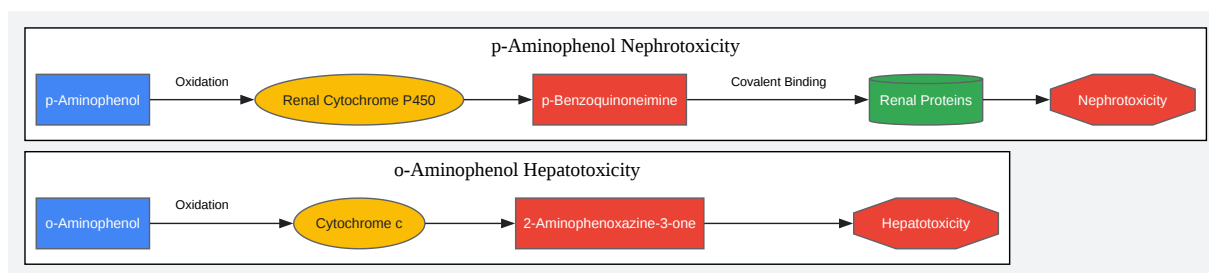 p-Aminophenol Nephrotoxicity
p-Aminophenol
Oxidation
Renal Cytochrome P450
p-Benzoquinoneimine
Covalent Binding
Renal Proteins
Nephrotoxicity
o-Aminophenol Hepatotoxicity
o-Aminophenol
Oxidation
Cytochrome c
2-Aminophenoxazine-3-one
Hepatotoxicity